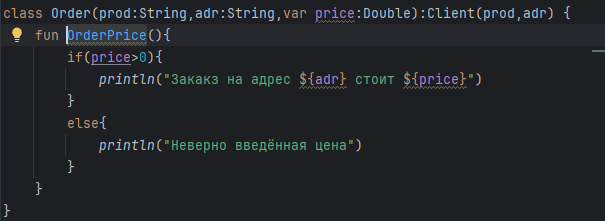 class Order(prod:String,adr:String,var price:Double):Client(prod,adr) {
fun OrderPrice(){
if(price>0){
println("Закакз на адрес ${adr} стоит ${price}")
}
else{
println("Неверно введённая цена")
}
}
}